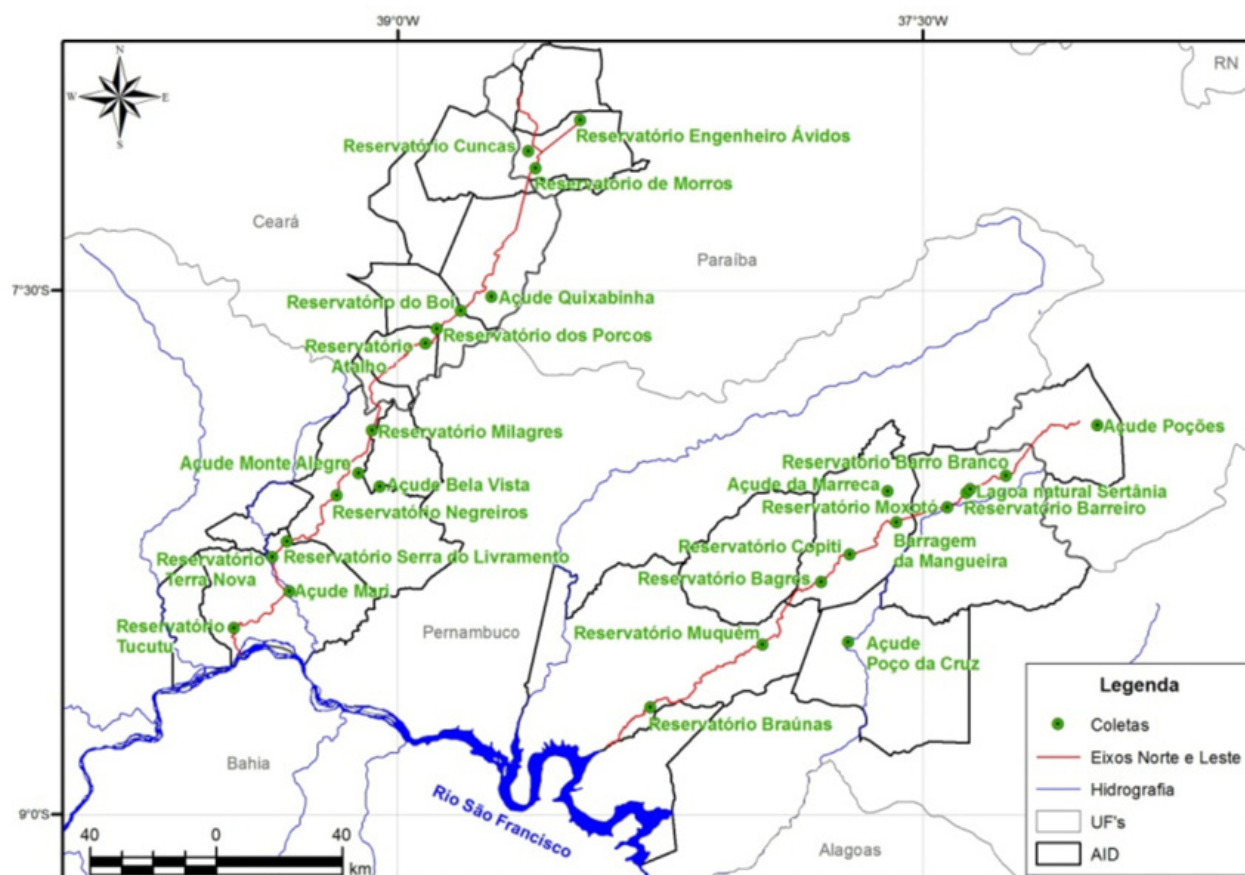 39°0'W
37°30'W
N
W
E
S
RN
Reservatório Engenheiro Ávidos
Reservatório Cuncas
Reservatório de Morros
Ceará
Paraíba
7°30'S
Açude Quixabinha
Reservatório do Boi
Reservatório dos Porcos
Reservatório
Atalho
Reservatório Milagres
Açude Poções
Açude Monte Alegre
Reservatório Barro Branco
Açude Bela Vista
Açude da Marreca
Lagoa natural Sertânia
Reservatório Negreiros
Reservatório Moxotó
Reservatório Barreiro
Barragem
da Mangueira
Reservatório Copiti
Reservatório Serra do Livramento
Reservatório
Terra Nova
Reservatório Bagres
Açude Mari
Reservatório
Tucutu
Pernambuco
Reservatório Muquém
Açude
Poço da Cruz
Reservatório Braúnas
Bahia
Rio São Francisco
9°0'S
Alagoas
40
20
0
40
km
Legenda
Coletas
Eixos Norte e Leste
Hidrografia
UF's
AID